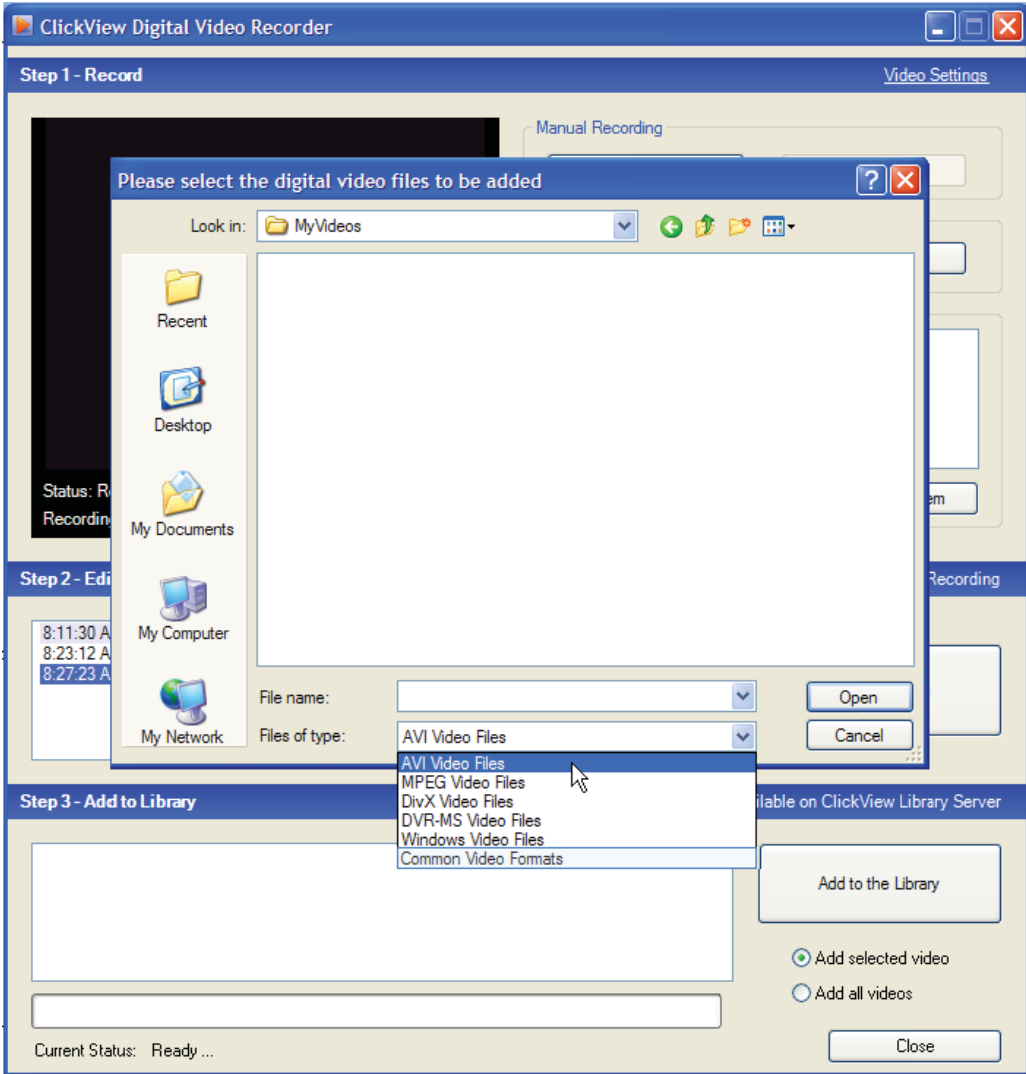 ClickView Digital Video Recorder
Step 1 - Record
Video Settings
Manual Recording
Please select the digital video files to be added
Look in:
MyVideos
Recent
Desktop
My Documents
My Computer
My Network
Status: R
Recordin
em
Step 2 - Edi
Recording
8:11:30 A
8:23:12 A
8:27:23 A
File name:
Open
Files of type:
AVI Video Files
Cancel
AVI Video Files
MPEG Video Files
DivX Video Files
DVR-MS Video Files
Windows Video Files
Common Video Formats
Step 3 - Add to Library
ilable on ClickView Library Server
Add to the Library
Add selected video
Add all videos
Current Status: Ready ...
Close